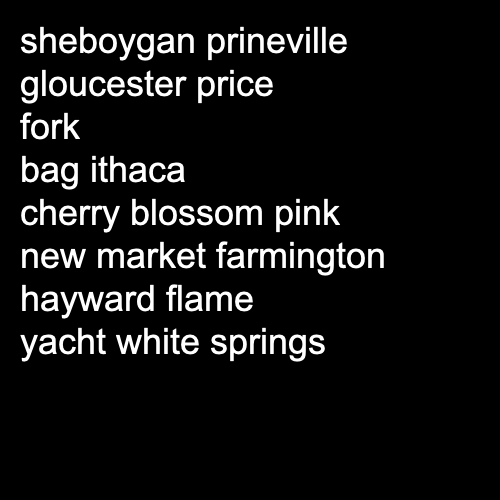 sheboygan prineville
gloucester price
fork
bag ithaca
cherry blossom pink
new market farmington
hayward flame
yacht white springs